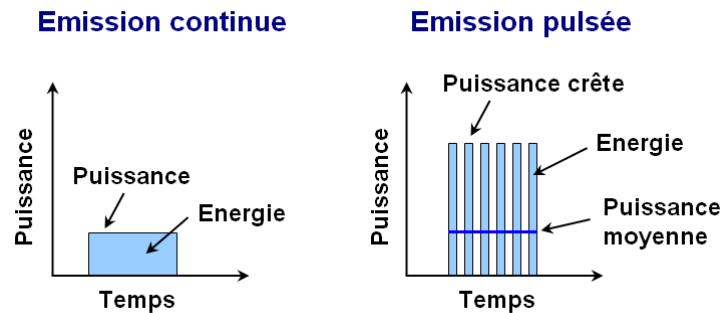 Emission continue
Puissance
Puissance
Energie
Temps
Emission pulsée
Puissance
Puissance crête
Energie
Puissance
moyenne
Temps